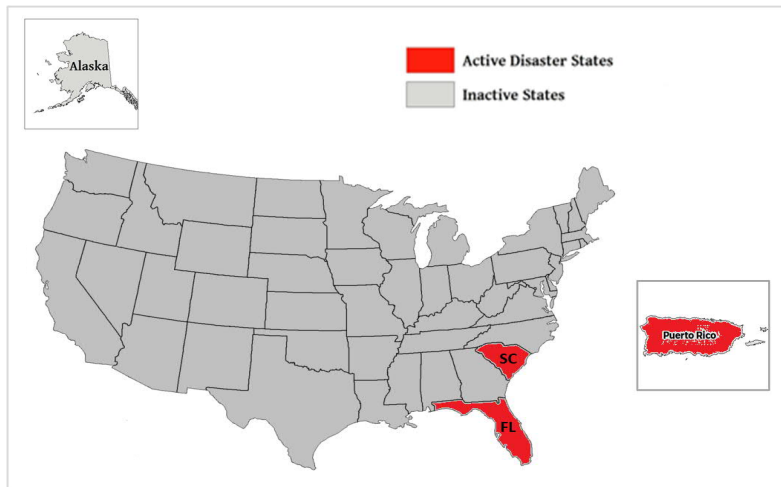 Alaska
Active Disaster States
Inactive States
Puerto Rico
SC
FL